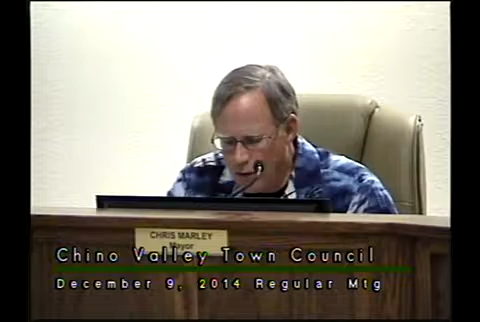 CHRIS MARLEY
Mayor
Chino Valley Town Council
December 9, 2014 Regular Mtg